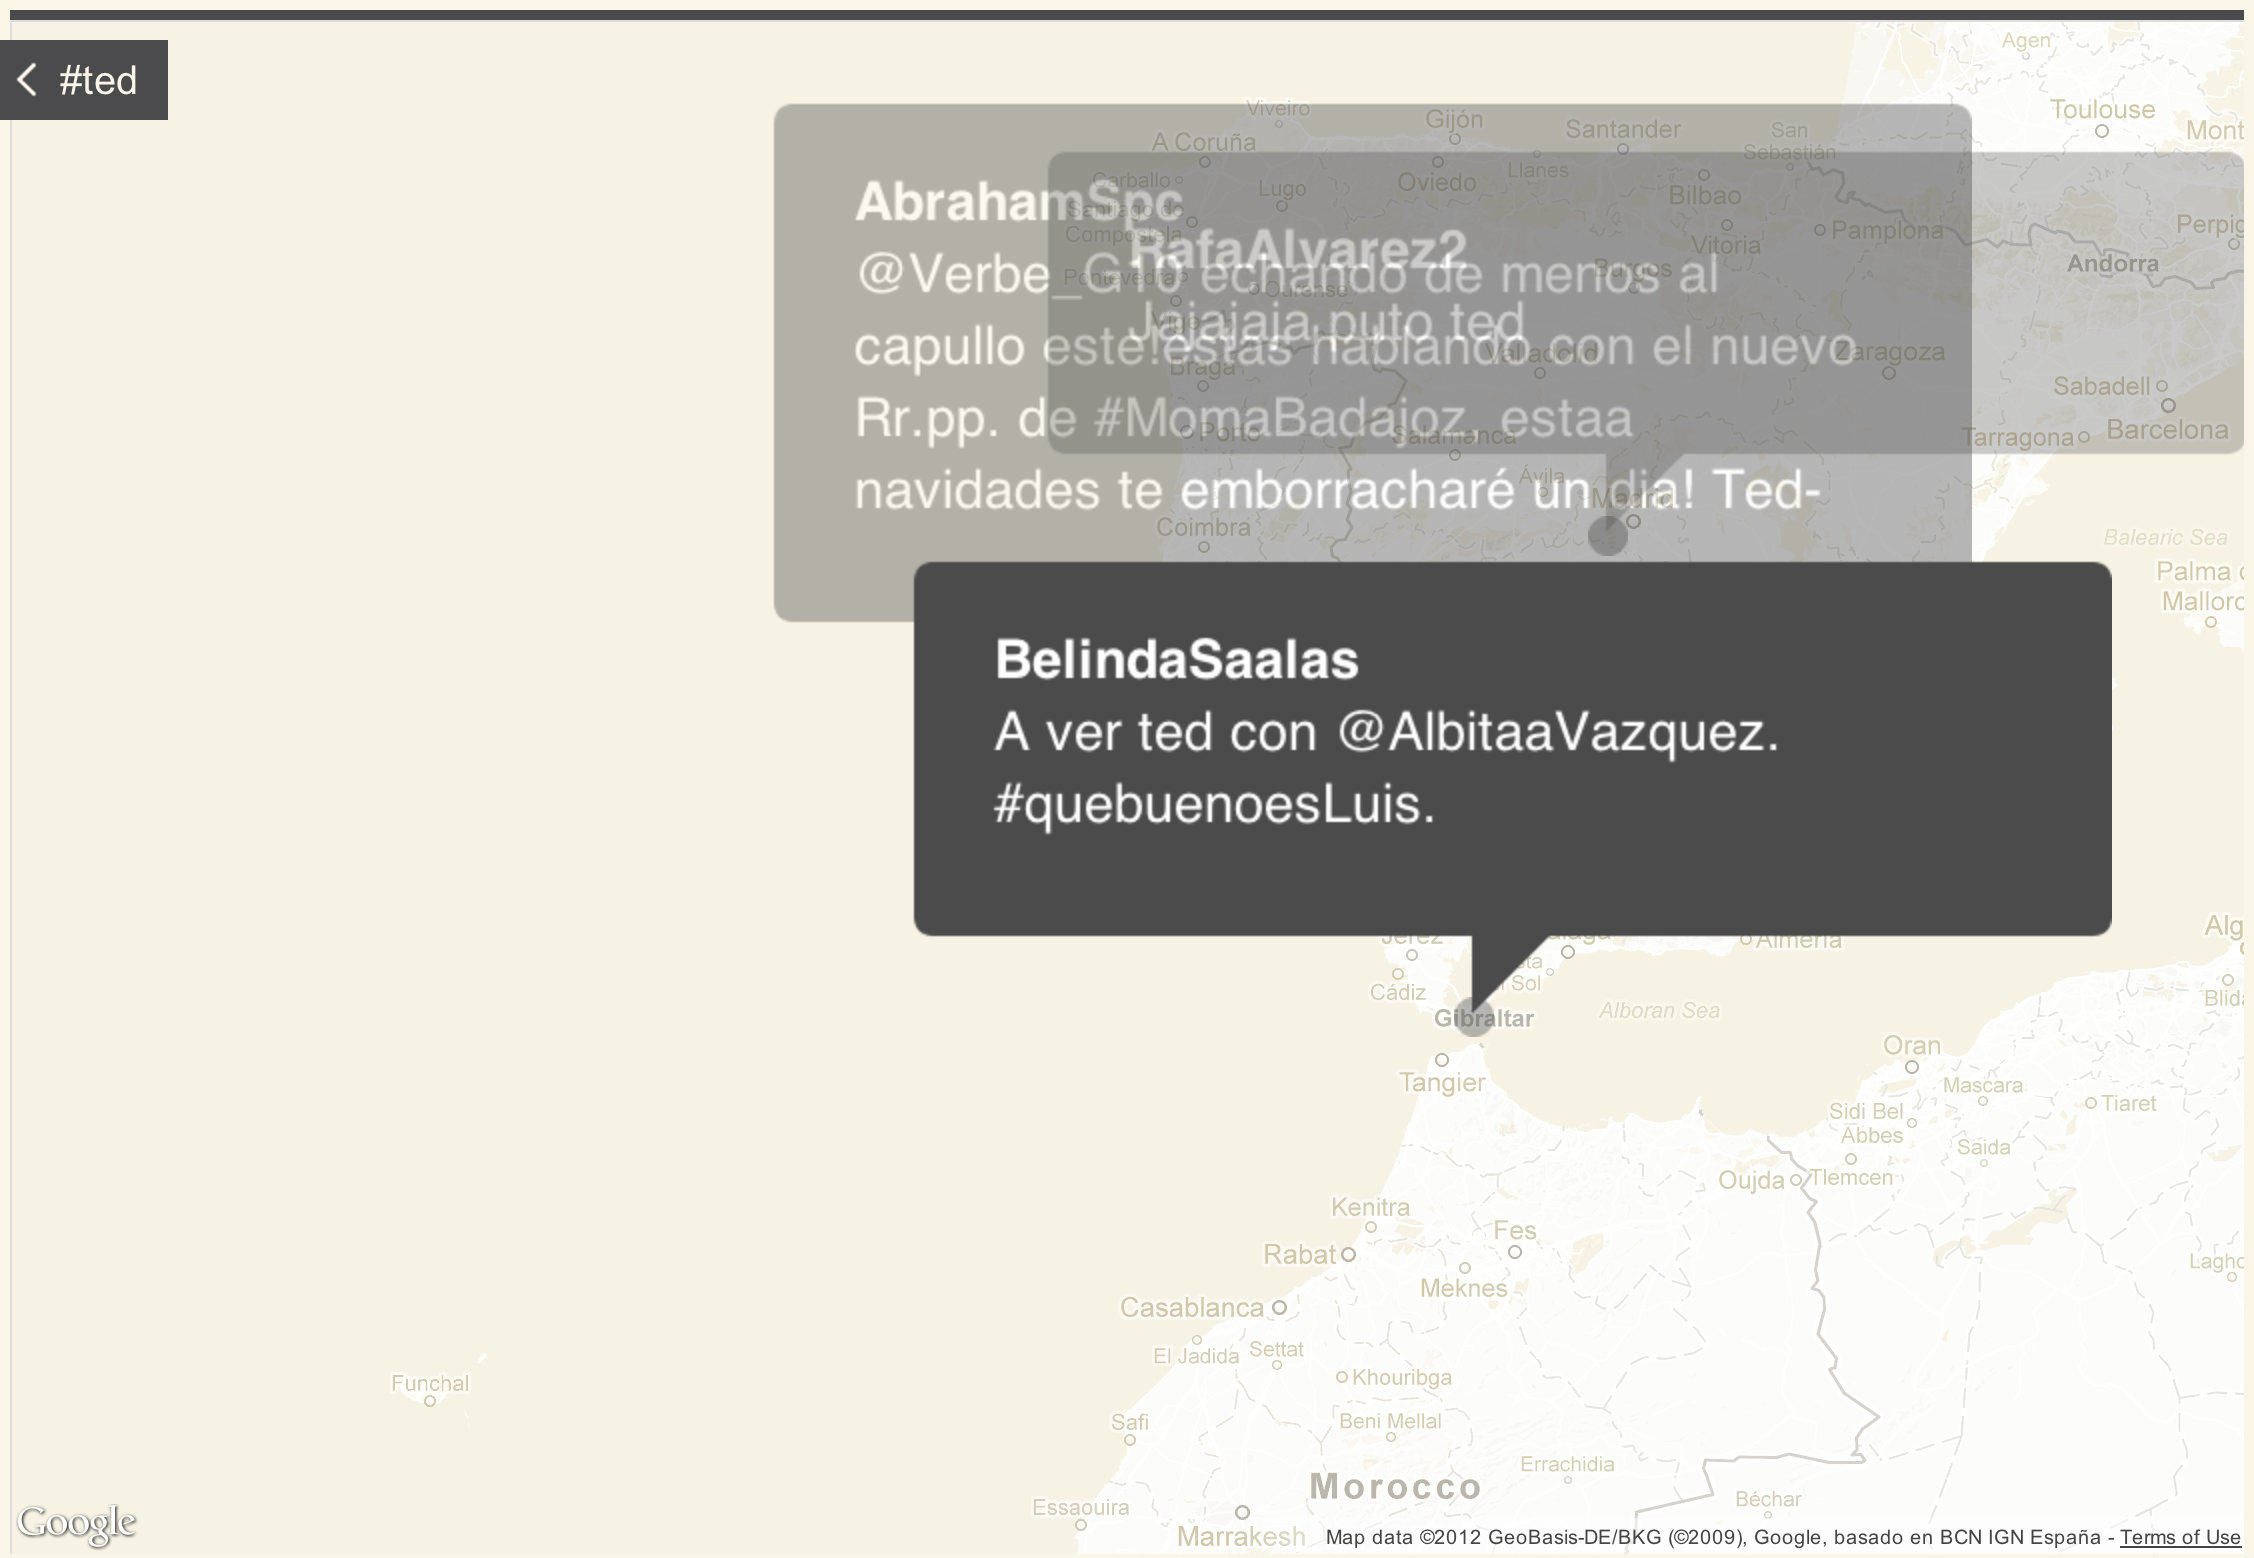 #ted
Agen
Toulouse
Mont
Viveiro
Gijón
A Coruña
Santander
San
Sebastián
Carballo
Lugo
Oviedo
Llanes
Bilbao
Santiago de
Compostela
Vitoria
Pamplona
Perpig
Andorra
Pontevedra
Ourense
Burgos
Vigo
Braga
Valladolid
Zaragoza
Sabadell
Barcelona
Tarragona
Porto
Salamanca
Ávila
Madrid
Coimbra
Balearic Sea
Palma
Malloro
AbrahamSpc
@Verbe_G10 echando de menos al
capullo este!estas hablando con el nuevo
Rr.pp. de #MomaBadajoz, estaa
navidades te emborracharé un dia! Ted-
RafaAlvarez2
Jajajaja puto ted
BelindaSaalas
A ver ted con @AlbitaaVazquez.
#quebuenoesLuis.
Jerez
Almería
Alg
Cádiz
Sol
Blida
Gibraltar
Alboran Sea
Tangier
Oran
Mascara
Sidi Bel
Abbes
Tiaret
Saida
Oujda
Tlemcen
Kenitra
Fes
Rabat
Meknes
Lagho
Casablanca
El Jadida
Settat
Khouribga
Funchal
Safi
Beni Mellal
Errachidia
Morocco
Béchar
Essaouira
Marrakesh
Google
Map data ©2012 GeoBasis-DE/BKG (©2009), Google, basado en BCN IGN España - Terms of Use